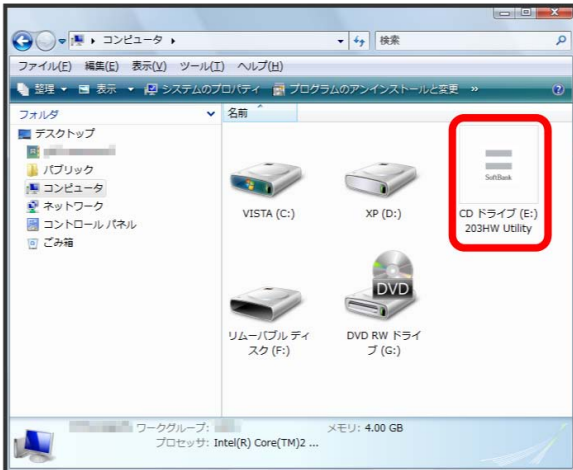 コンピュータ
検索
ファイル(F) 編集(E) 表示(V) ツール(T) ヘルプ(H)
整理 表示 システムのプロパティ プログラムのアンインストールと変更 »
フォルダ
名前
デスクトップ
パブリック
コンピュータ
ネットワーク
コントロール パネル
ごみ箱
VISTA (C:)
XP (D:)
SoftBank
CD ドライブ (E:)
203HW Utility
リムーバブル ディ
スク (F:)
DVD
DVD RW ドライ
ブ (G:)
ワークグループ:
メモリ: 4.00 GB
プロセッサ: Intel(R) Core(TM)2 ...